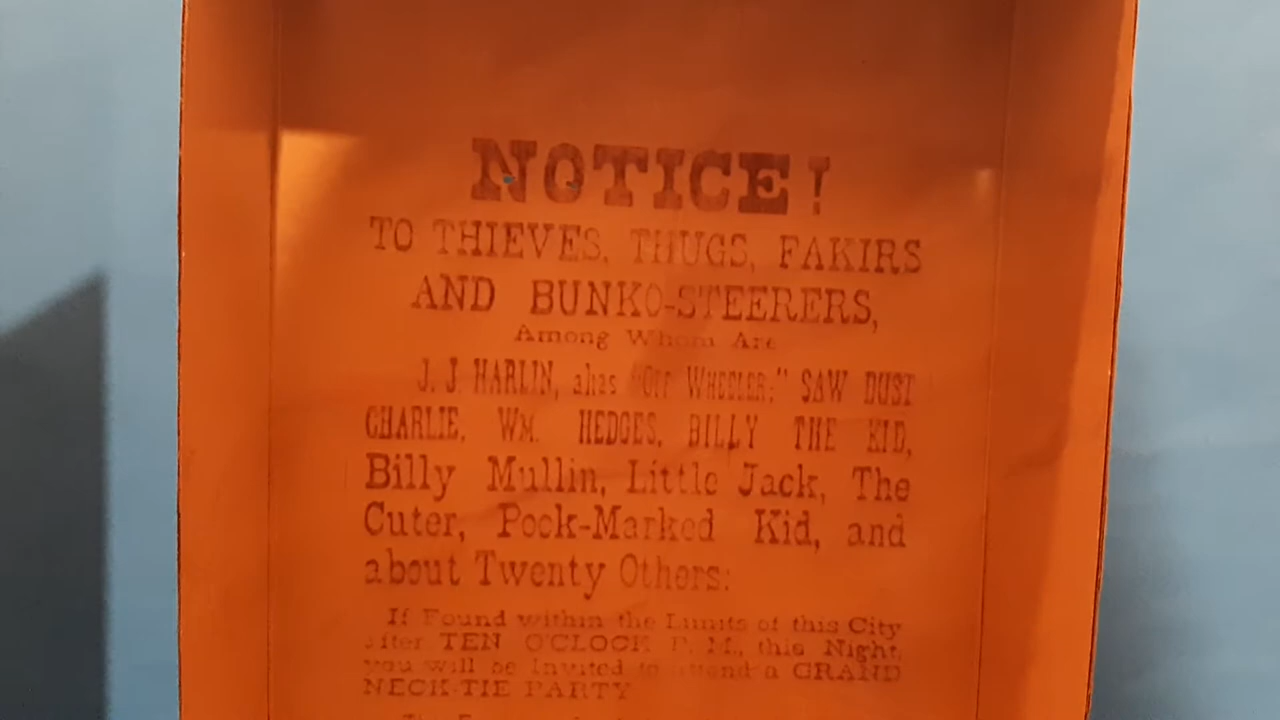 NOTICE!
TO THIEVES, THUGS, FAKIRS
AND BUNKO-STEERERS,
Among Whom Are
J. J. HARLIN, alias "Off Wheeler;" SAW DUST
CHARLIE, WM. HEDGES, BILLY THE KID,
Billy Mullin, Little Jack, The
Cuter, Pock-Marked Kid, and
about Twenty Others:
If Found within the Limits of this City
after TEN O'CLOCK P. M., this Night,
you will be Invited to attend a GRAND
NECK-TIE PARTY